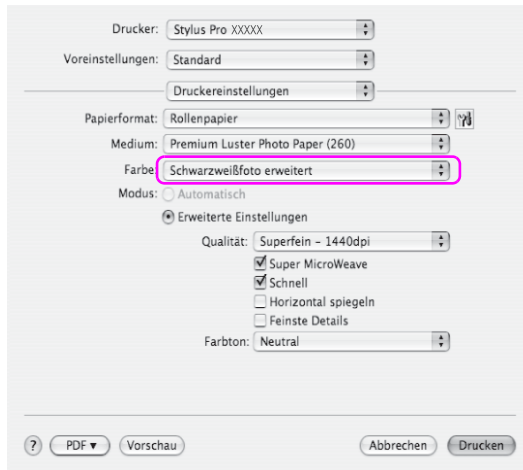 Drucker: Stylus Pro XXXXX
Voreinstellungen: Standard
Druckereinstellungen
Papierformat: Rollenpapier
Medium: Premium Luster Photo Paper (260)
Farbe: Schwarzweißfoto erweitert
Modus: Automatisch
Erweiterte Einstellungen
Qualität: Superfein - 1440dpi
Super MicroWeave
Schnell
Horizontal spiegeln
Feinste Details
Farbton: Neutral
? PDF ▼ Vorschau Abbrechen Drucken